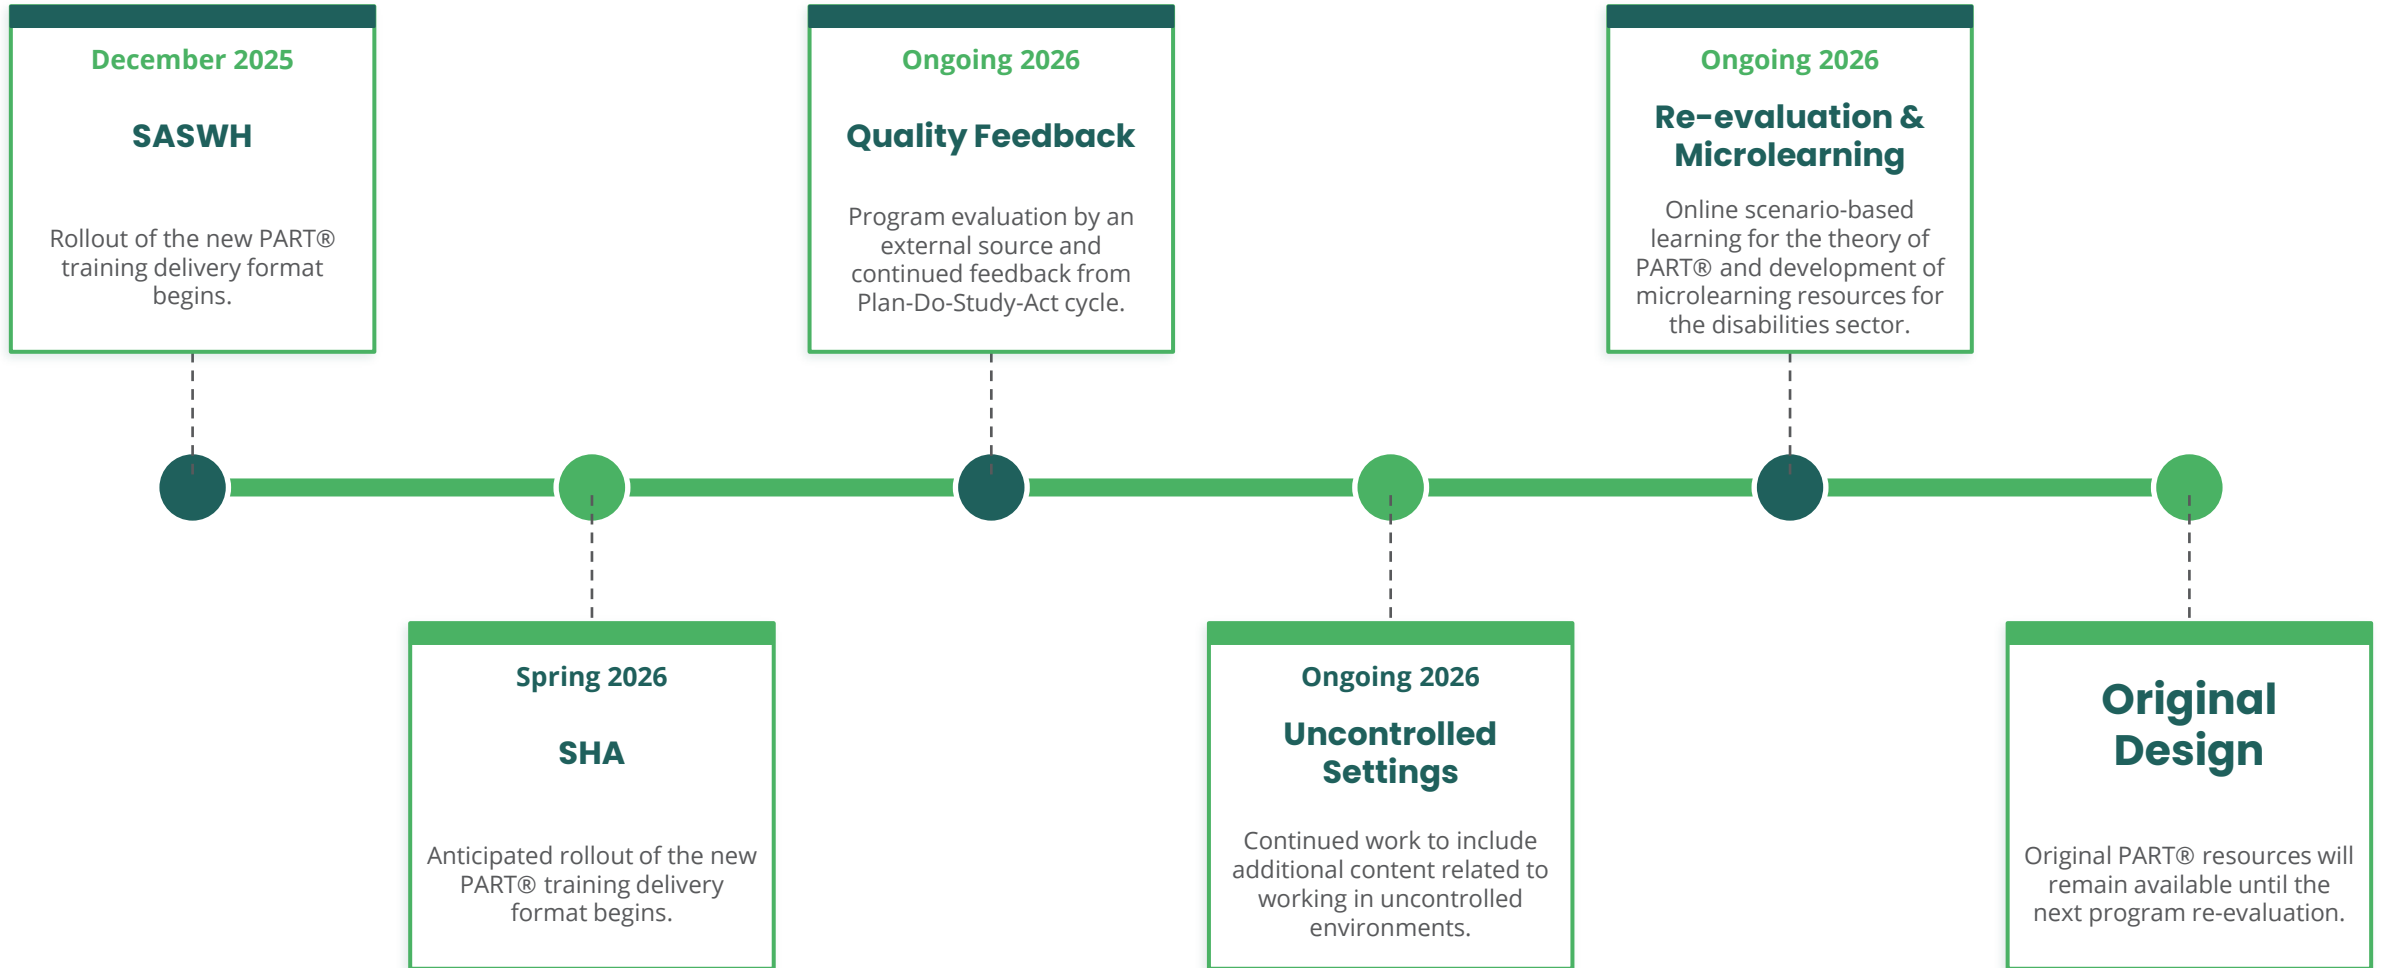 December 2025
SASWH
Rollout of the new PART®
training delivery format
begins.
Spring 2026
SHA
Anticipated rollout of the new
PART® training delivery
format begins.
Ongoing 2026
Quality Feedback
Program evaluation by an
external source and
continued feedback from
Plan-Do-Study-Act cycle.
Ongoing 2026
Uncontrolled
Settings
Continued work to include
additional content related to
working in uncontrolled
environments.
Ongoing 2026
Re-evaluation &
Microlearning
Online scenario-based
learning for the theory of
PART® and development of
microlearning resources for
the disabilities sector.
Original
Design
Original PART® resources will
remain available until the
next program re-evaluation.